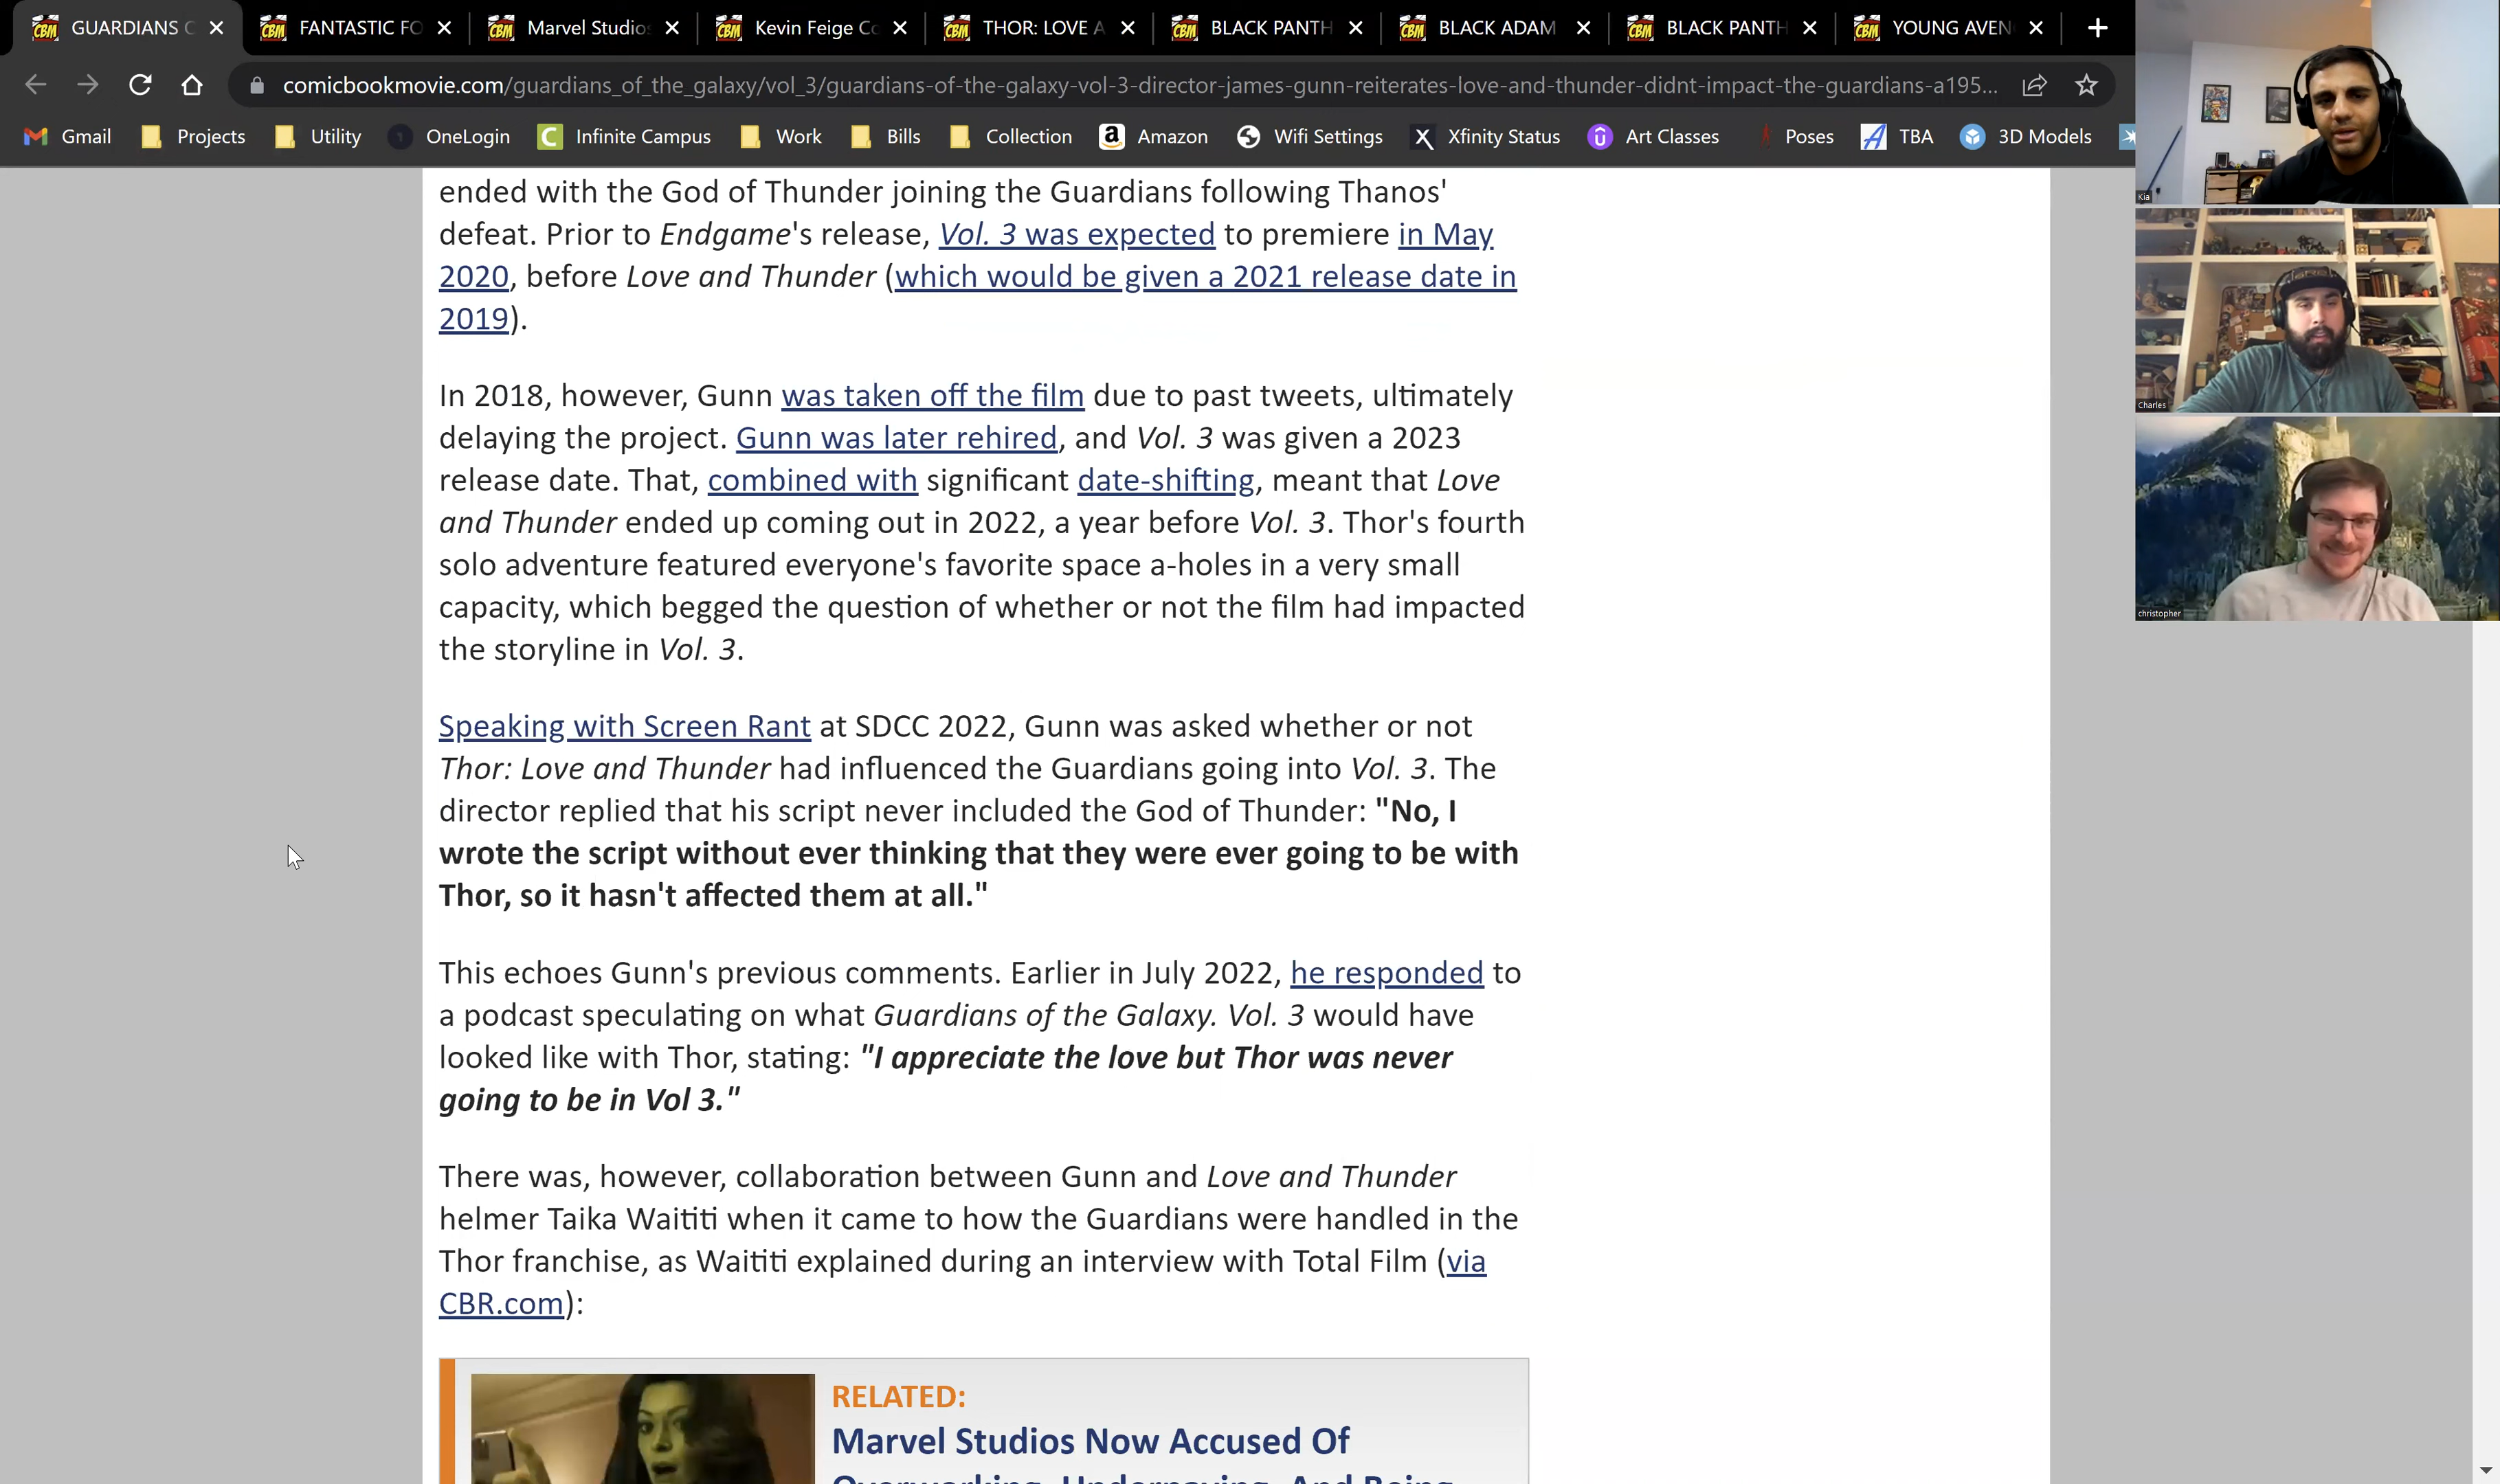 GUARDIANS O
FANTASTIC FO
Marvel Studios
Kevin Feige Co
THOR: LOVE A
BLACK PANTH
BLACK ADAM
BLACK PANTH
YOUNG AVEN
comicbookmovie.com/guardians_of_the_galaxy/vol_3/guardians-of-the-galaxy-vol-3-director-james-gunn-reiterates-love-and-thunder-didnt-impact-the-guardians-a195...
Gmail Projects Utility OneLogin Infinite Campus Work Bills Collection Amazon Wifi Settings Xfinity Status Art Classes Poses TBA 3D Models
ended with the God of Thunder joining the Guardians following Thanos'
defeat. Prior to Endgame's release, Vol. 3 was expected to premiere in May
2020, before Love and Thunder (which would be given a 2021 release date in
2019).
In 2018, however, Gunn was taken off the film due to past tweets, ultimately
delaying the project. Gunn was later rehired, and Vol. 3 was given a 2023
release date. That, combined with significant date-shifting, meant that Love
and Thunder ended up coming out in 2022, a year before Vol. 3. Thor's fourth
solo adventure featured everyone's favorite space a-holes in a very small
capacity, which begged the question of whether or not the film had impacted
the storyline in Vol. 3.
Speaking with Screen Rant at SDCC 2022, Gunn was asked whether or not
Thor: Love and Thunder had influenced the Guardians going into Vol. 3. The
director replied that his script never included the God of Thunder: "No, I
wrote the script without ever thinking that they were ever going to be with
Thor, so it hasn't affected them at all."
This echoes Gunn's previous comments. Earlier in July 2022, he responded to
a podcast speculating on what Guardians of the Galaxy. Vol. 3 would have
looked like with Thor, stating: "I appreciate the love but Thor was never
going to be in Vol 3."
There was, however, collaboration between Gunn and Love and Thunder
helmer Taika Waititi when it came to how the Guardians were handled in the
Thor franchise, as Waititi explained during an interview with Total Film (via
CBR.com):
RELATED:
Marvel Studios Now Accused Of
Overworking, Underpaying, And Being
Kia
Charles
christopher